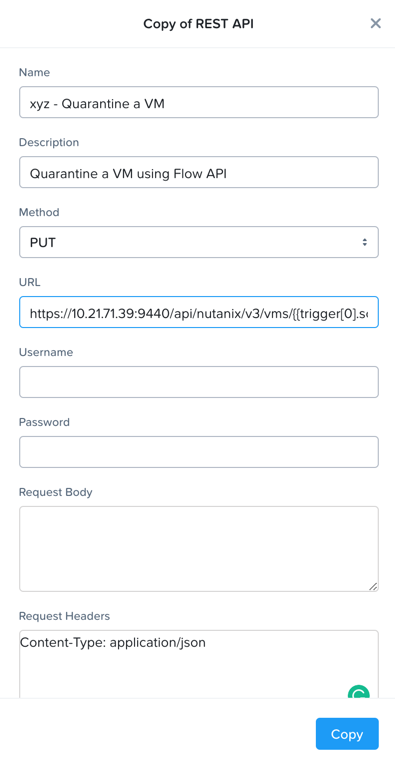 Copy of REST API
Name
xyz - Quarantine a VM
Description
Quarantine a VM using Flow API
Method
PUT
URL
https://10.21.71.39:9440/api/nutanix/v3/vms/{{trigger[0].s
Username
Password
Request Body
Request Headers
Content-Type: application/json
Copy